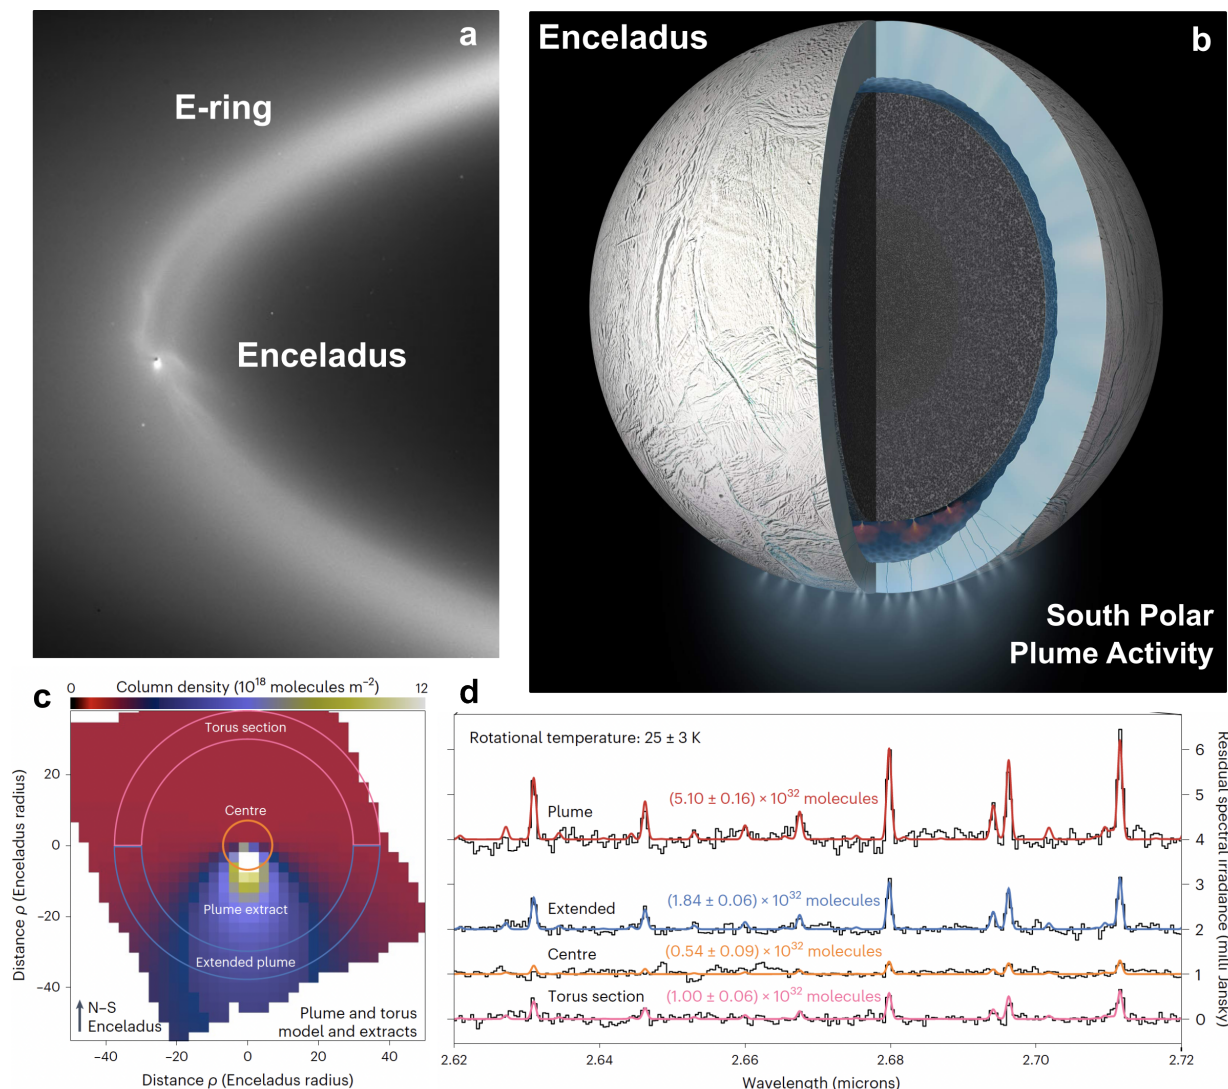 a
E-ring
Enceladus
Enceladus
b
South Polar
Plume Activity
c
0
Column density (10¹⁸ molecules m⁻²)
12
Torus section
Centre
Plume extract
Extended plume
N–S
Enceladus
Plume and torus
model and extracts
20
0
−20
−40
Distance ρ (Enceladus radius)
−40
−20
0
20
40
Distance ρ (Enceladus radius)
d
Rotational temperature: 25 ± 3 K
Plume
(5.10 ± 0.16) × 10³² molecules
Extended
(1.84 ± 0.06) × 10³² molecules
Centre
(0.54 ± 0.09) × 10³² molecules
Torus section
(1.00 ± 0.06) × 10³² molecules
6
5
4
3
2
1
0
Residual spectral irradiance (milli Jansky)
2.62
2.64
2.66
2.68
2.70
2.72
Wavelength (microns)